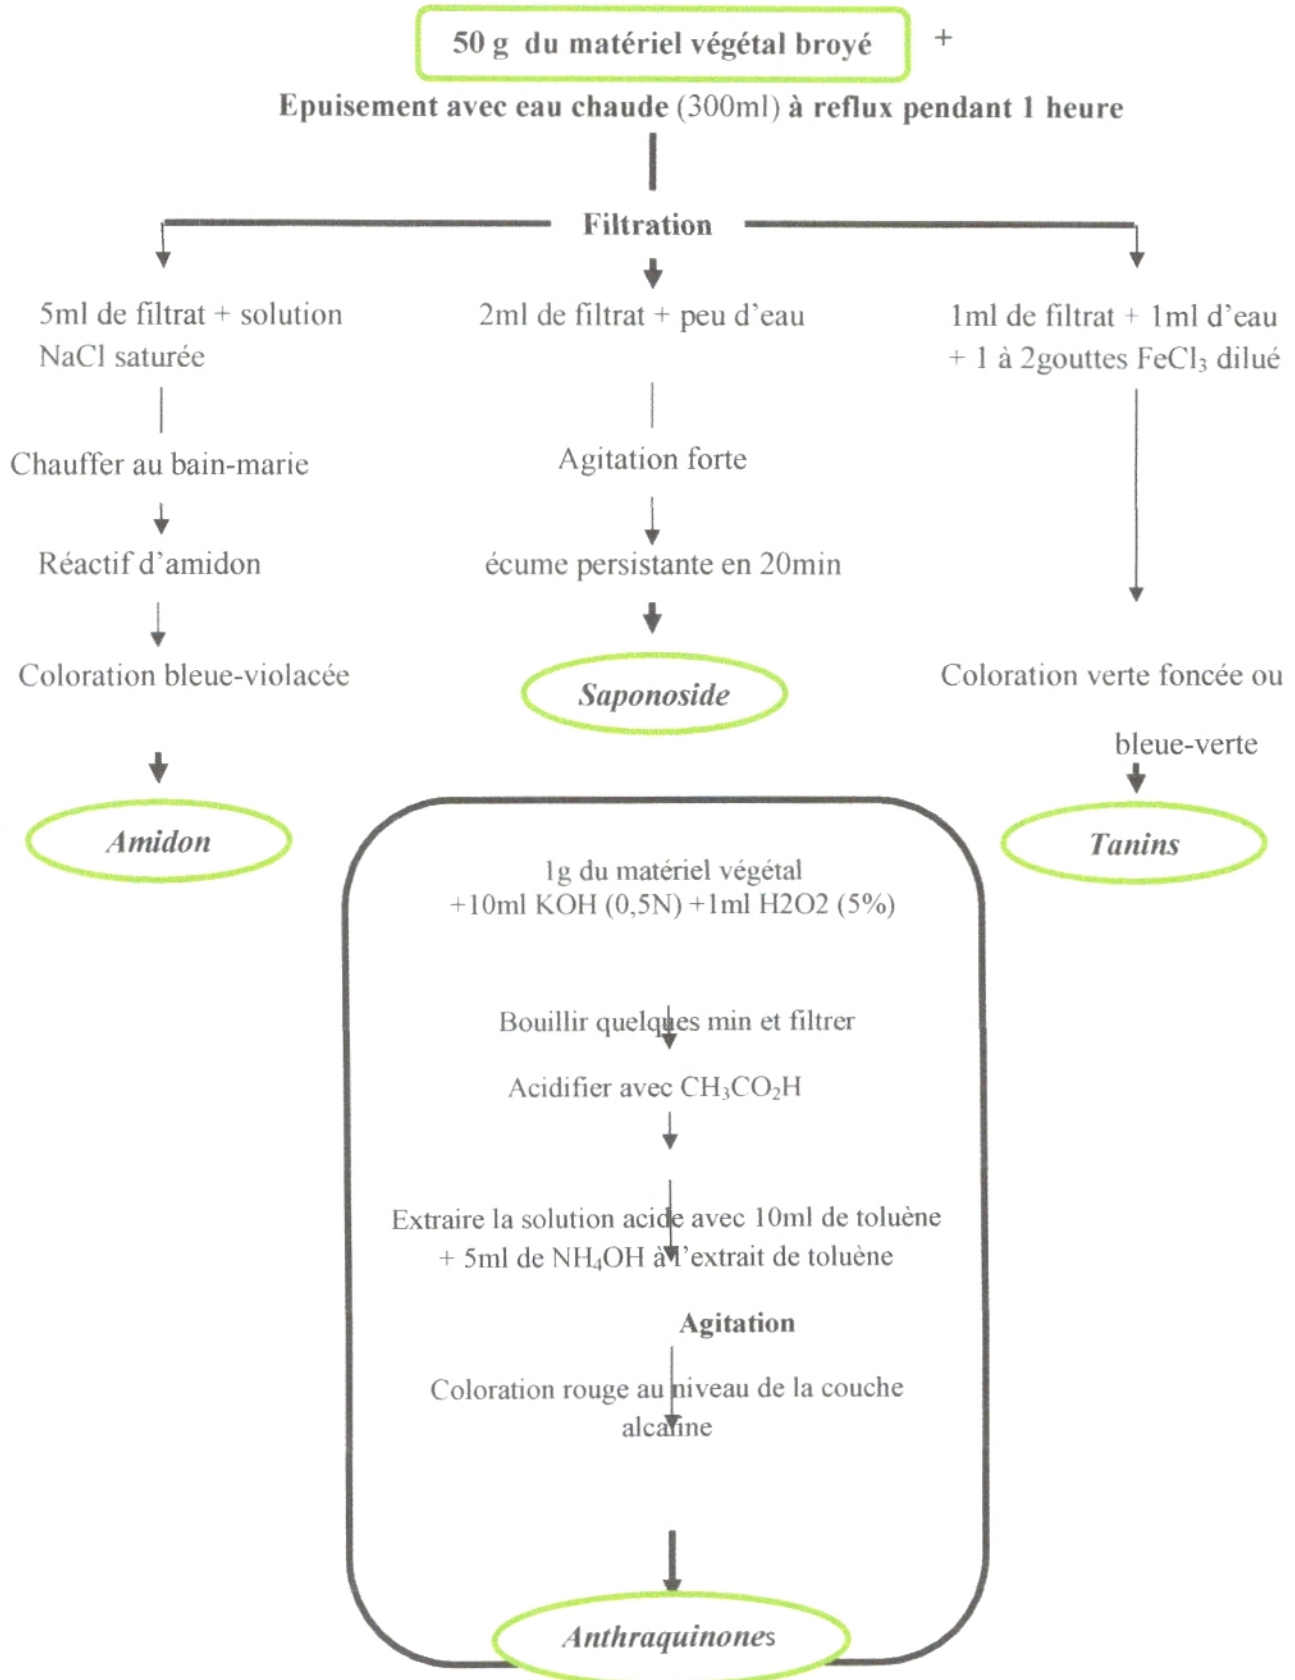 50 g du matériel végétal broyé +
Epuisement avec eau chaude (300ml) à reflux pendant 1 heure
Filtration
5ml de filtrat + solution
NaCl saturée
Chauffer au bain-marie
Réactif d'amidon
Coloration bleue-violacée
Amidon
2ml de filtrat + peu d'eau
Agitation forte
écume persistante en 20min
Saponoside
1ml de filtrat + 1ml d'eau
+ 1 à 2gouttes FeCl₃ dilué
Coloration verte foncée ou
bleue-verte
Tanins
1g du matériel végétal
+10ml KOH (0,5N) +1ml H2O2 (5%)
Bouillir quelques min et filtrer
Acidifier avec CH₃CO₂H
Extraire la solution acide avec 10ml de toluène
+ 5ml de NH₄OH à l'extrait de toluène
Agitation
Coloration rouge au niveau de la couche
alcaline
Anthraquinones